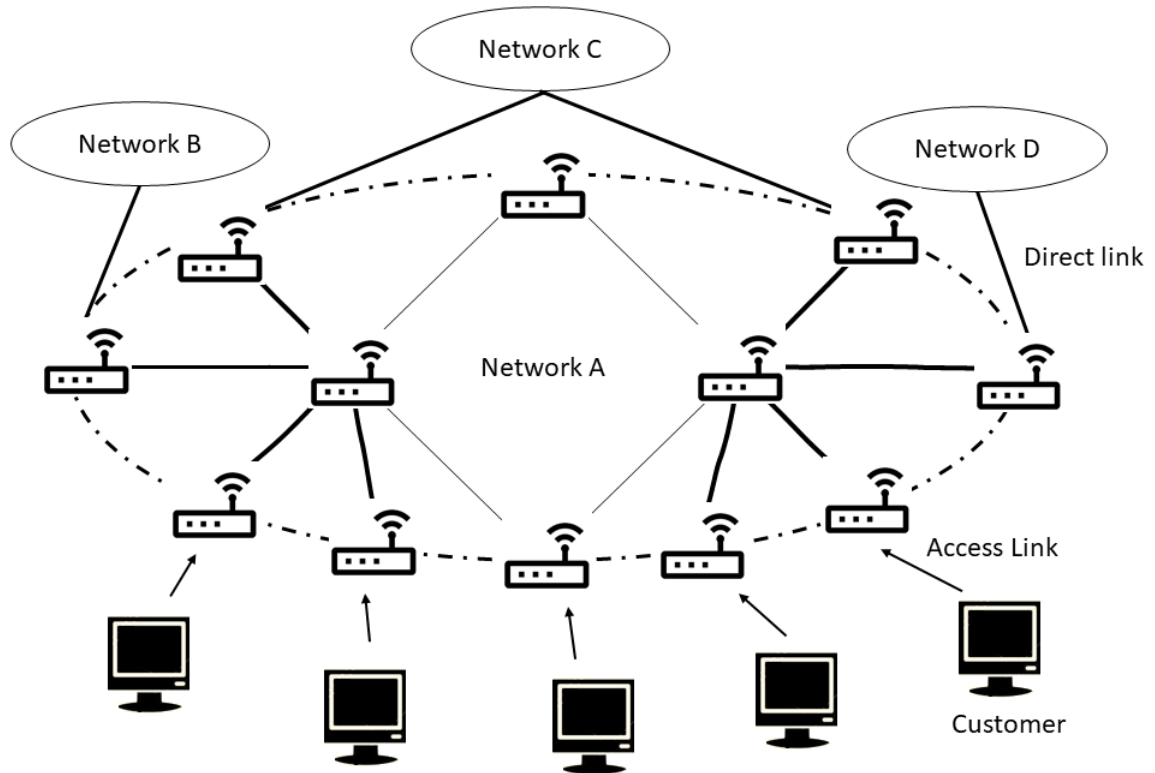 Network C
Network B
Network D
Direct link
Network A
Access Link
Customer